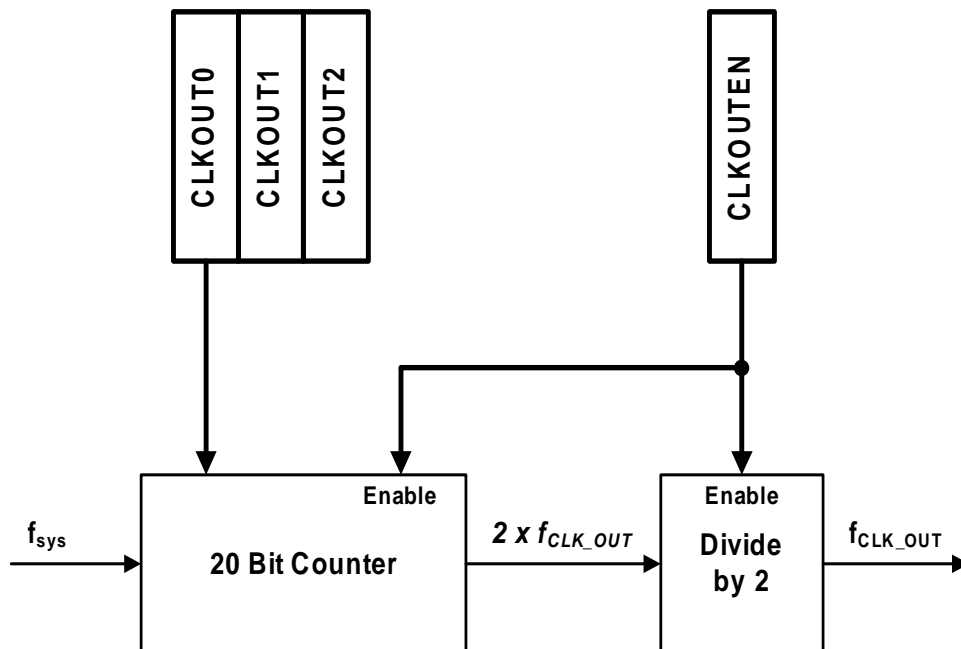 CLKOUT0
CLKOUT1
CLKOUT2
CLKOUTEN
Enable
Enable
fsys
20 Bit Counter
2 x fCLK_OUT
Divide
by 2
fCLK_OUT